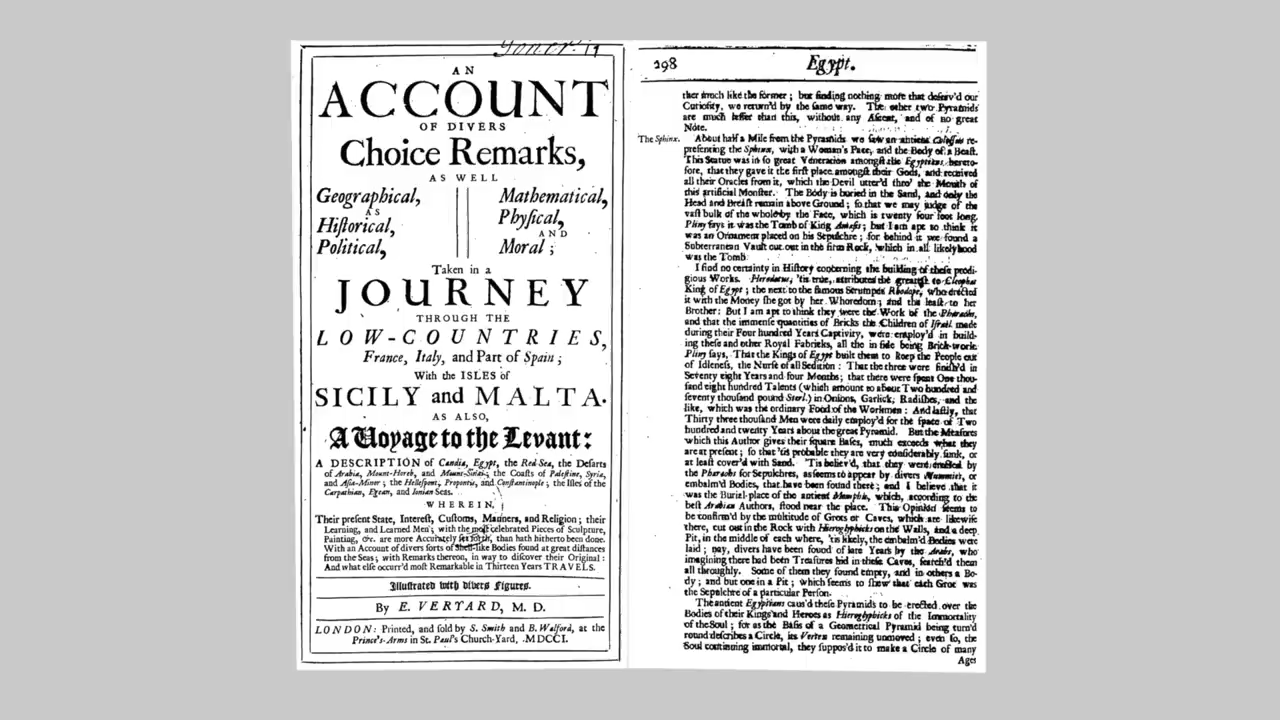 AN
ACCOUNT
OF DIVERS
Choice Remarks,
AS WELL
Geographical,
Historical,
Political,
AS
Mathematical,
Physical,
AND
Moral;
Taken in a
JOURNEY
THROUGH THE
LOW-COUNTRIES,
France, Italy, and Part of Spain;
With the ISLES of
SICILY and MALTA.
AS ALSO,
A Voyage to the Levant:
A DESCRIPTION of Candia, Egypt, the Red-Sea, the Desarts
of Arabia, Mount-Horeb, and Mount-Sinai; the Coasts of Palestine, Syria,
and Asia-Minor; the Hellespont, Propontis, and Constantinople; the Isles of the
Carpathian, Egean, and Ionian Seas.
WHEREIN,
Their present State, Interest, Customs, Manners, and Religion; their
Learning, and Learned Men; with the most celebrated Pieces of Sculpture,
Painting, &c. are more Accurately set forth, than hath hitherto been done.
With an Account of divers sorts of Shell-like Bodies found at great distances
from the Seas; with Remarks thereon, in way to discover their Original:
And what else occurr'd most Remarkable in Thirteen Years TRAVELS.
Illustrated with divers Figures.
By E. VERYARD, M. D.
LONDON: Printed, and sold by S. Smith and B. Walford, at the
Prince's-Arms in St. Paul's Church-Yard, MDCCI.
298
Egypt.
ther much like the former; but finding nothing more that deserv'd our
Curiosity, we return'd by the same way. The other two Pyramids
are much lesser than this, without any Ascent, and of no great
Note.
The Sphinx.
About half a Mile from the Pyramids we saw an antient Colossus re-
presenting the Sphinx, with a Woman's Face, and the Body of a Beast.
This Statue was in so great Veneration amongst the Egyptians, hereto-
fore, that they gave it the first place amongst their Gods, and received
all their Oracles from it, which the Devil utter'd thro' the Mouth of
this artificial Monster. The Body is buried in the Sand, and only the
Head and Breast remain above Ground; so that we may judge of the
vast bulk of the whole by the Face, which is twenty four foot long.
Pliny says it was the Tomb of King Amasis; but I am apt to think it
was an Ornament placed on his Sepulchre; for behind it we found a
Subterranean Vault cut out in the firm Rock, which in all likelyhood
was the Tomb.
I find no certainty in History concerning the building of these prodi-
gious Works. Herodotus, 'tis true, attributes the greatest to Cleophas
King of Egypt; the next to the famous Strumpet Rhodope, who erected
it with the Money she got by her Whoredom; and the least to her
Brother: But I am apt to think they were the Work of the Pharaohs,
and that the immense quantities of Bricks the Children of Israel made
during their Four hundred Years Captivity, were employ'd in build-
ing these and other Royal Fabricks, all the in side being Brick-work.
Pliny says, That the Kings of Egypt built them to keep the People out
of Idleness, the Nurse of all Sedition: That the three were finish'd in
Seventy eight Years and four Months; that there were spent One thou-
sand eight hundred Talents (which amount to about Two hundred and
seventy thousand pound Sterl.) in Onions, Garlick, Radishes, and the
like, which was the ordinary Food of the Workmen: And lastly, that
Thirty three thousand Men were daily employ'd for the space of Two
hundred and twenty Years about the great Pyramid. But the Measures
which this Author gives their square Bases, much exceeds what they
are at present; so that 'tis probable they are very considerably sunk, or
at least cover'd with Sand. 'Tis believ'd, that they were erected by
the Pharaohs for Sepulchres, as seems to appear by divers Mummies, or
embalm'd Bodies, that have been found there; and I believe that it
was the Burial-place of the antient Memphis, which, according to the
best Arabian Authors, stood near the place. This Opinion seems to
be confirm'd by the multitude of Grots or Caves, which are likewise
there, cut out in the Rock with Hieroglyphicks on the Walls, and a deep
Pit, in the middle of each where, 'tis likely, the embalm'd Bodies were
laid; nay, divers have been found of late Years by the Arabs, who
imagining there had been Treasures hid in these Caves, search'd them
all throughly. Some of them they found empty, and in others a Bo-
dy; and but one in a Pit; which seems to shew that each Grot was
the Sepulchre of a particular Person.
The antient Egyptians caus'd these Pyramids to be erected over the
Bodies of their Kings and Heroes as Hieroglyphicks of the Immortality
of the Soul; for as the Basis of a Geometrical Pyramid being turn'd
round describes a Circle, its Vertex remaining unmoved; even so, the
Soul continuing immortal, they suppos'd it to make a Circle of many
Ages